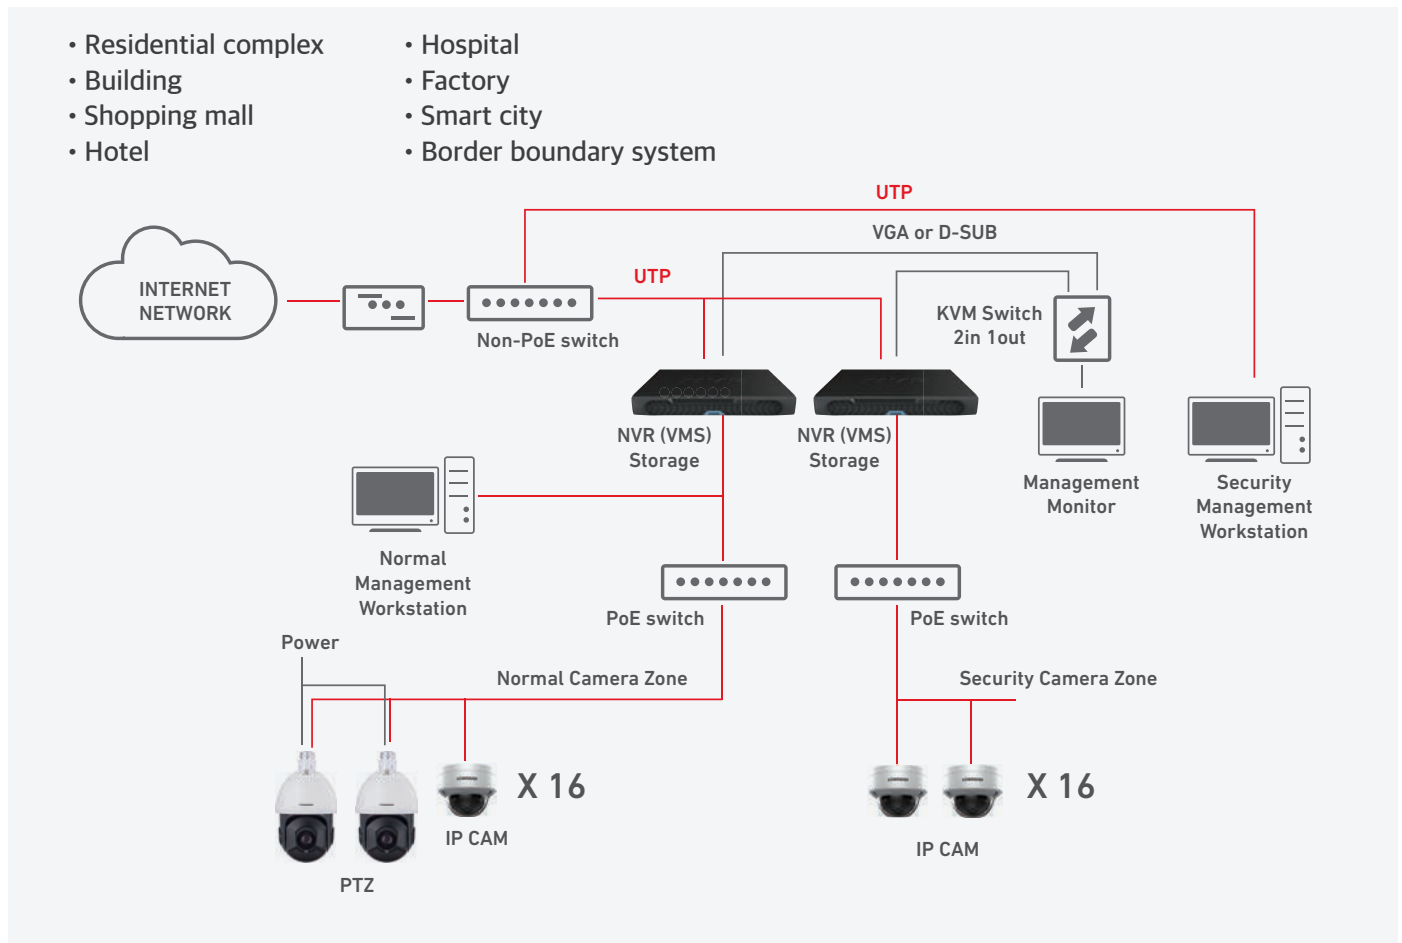 • Residential complex
• Building
• Shopping mall
• Hotel
• Hospital
• Factory
• Smart city
• Border boundary system
UTP
VGA or D-SUB
UTP
INTERNET
NETWORK
Non-PoE switch
KVM Switch
2in 1out
NVR (VMS)
Storage
NVR (VMS)
Storage
Management
Monitor
Security
Management
Workstation
Normal
Management
Workstation
PoE switch
PoE switch
Power
Normal Camera Zone
Security Camera Zone
X 16
X 16
IP CAM
IP CAM
PTZ